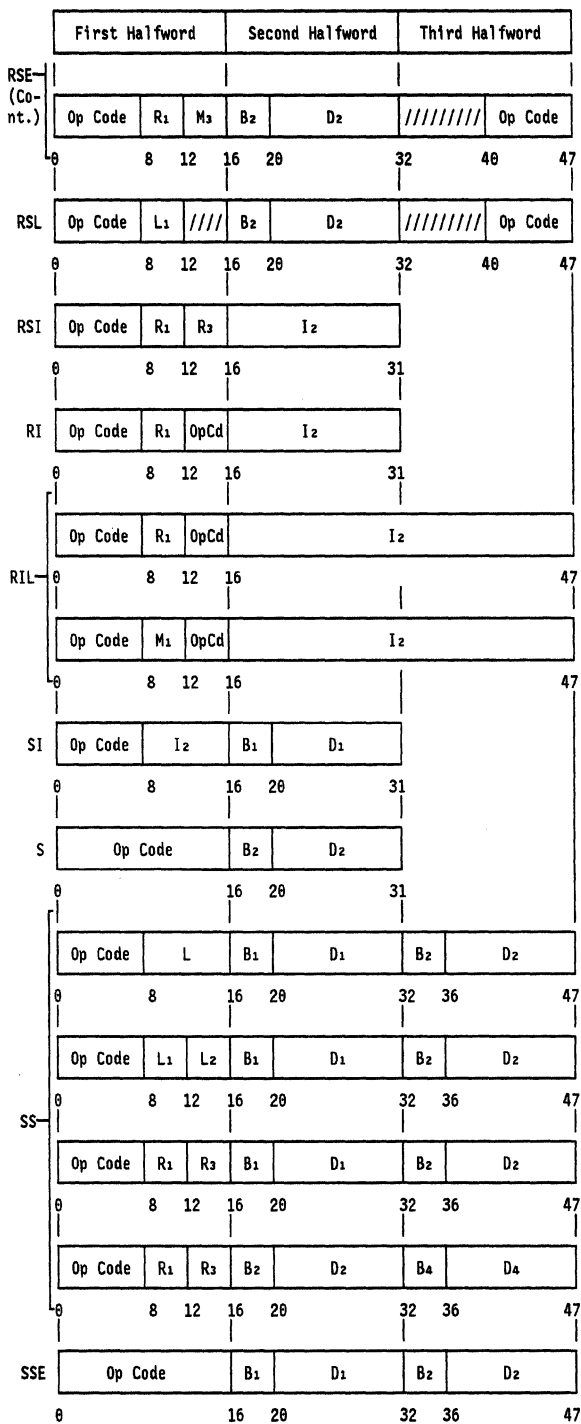 First Halfword Second Halfword Third Halfword
RSE
(Co-
nt.)
Op Code R₁ M₃ B₂ D₂ ///////// Op Code
0 8 12 16 20 32 40 47
RSL Op Code L₁ //// B₂ D₂ ///////// Op Code
0 8 12 16 20 32 40 47
RSI Op Code R₁ R₃ I₂
0 8 12 16 31
RI Op Code R₁ OpCd I₂
0 8 12 16 31
Op Code R₁ OpCd I₂
RIL 0 8 12 16 47
Op Code M₁ OpCd I₂
0 8 12 16 47
SI Op Code I₂ B₁ D₁
0 8 16 20 31
S Op Code B₂ D₂
0 16 20 31
Op Code L B₁ D₁ B₂ D₂
0 8 16 20 32 36 47
Op Code L₁ L₂ B₁ D₁ B₂ D₂
0 8 12 16 20 32 36 47
SS
Op Code R₁ R₃ B₁ D₁ B₂ D₂
0 8 12 16 20 32 36 47
Op Code R₁ R₃ B₂ D₂ B₄ D₄
0 8 12 16 20 32 36 47
SSE Op Code B₁ D₁ B₂ D₂
0 16 20 32 36 47